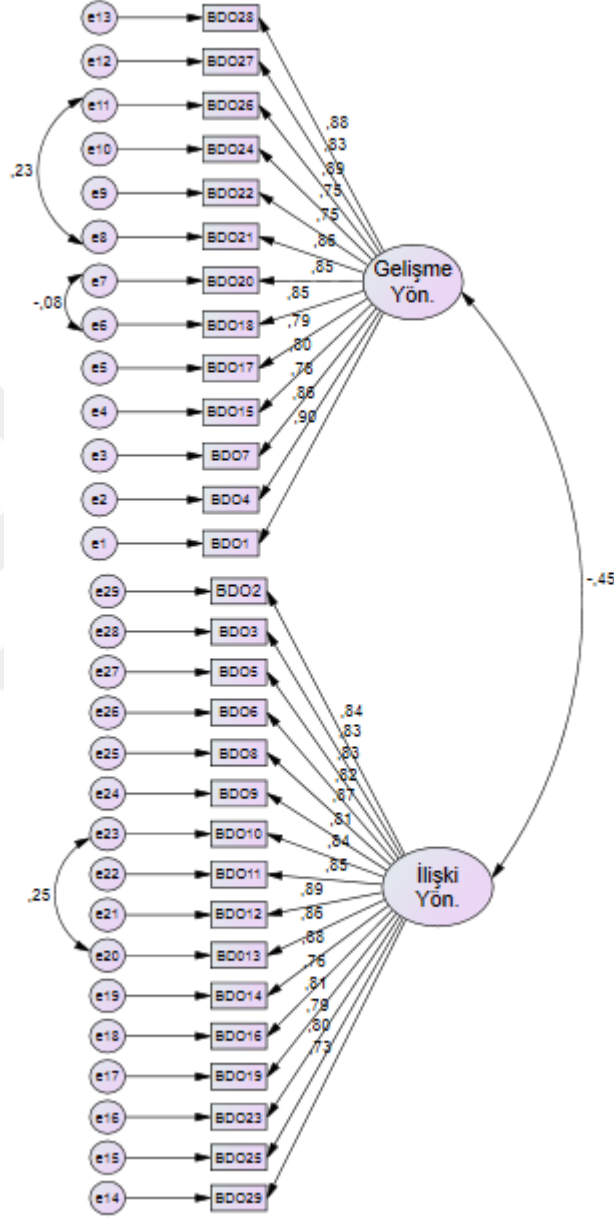 e13 BDO28
e12 BDO27
e11 BDO26
e10 BDO24
e9 BDO22
e8 BDO21
e7 BDO20
e6 BDO18
e5 BDO17
e4 BDO15
e3 BDO7
e2 BDO4
e1 BDO1
,23
-,08
,88
,83
,89
,75
,75
,86
,85
,85
,79
,80
,78
,86
,90
Gelişme
Yön.
-,45
e29 BDO2
e28 BDO3
e27 BDO5
e26 BDO6
e25 BDO8
e24 BDO9
e23 BDO10
e22 BDO11
e21 BDO12
e20 BD013
e19 BDO14
e18 BDO16
e17 BDO19
e16 BDO23
e15 BDO25
e14 BDO29
,25
,84
,83
,83
,82
,87
,81
,84
,85
,89
,86
,88
,76
,81
,79
,80
,73
İlişki
Yön.